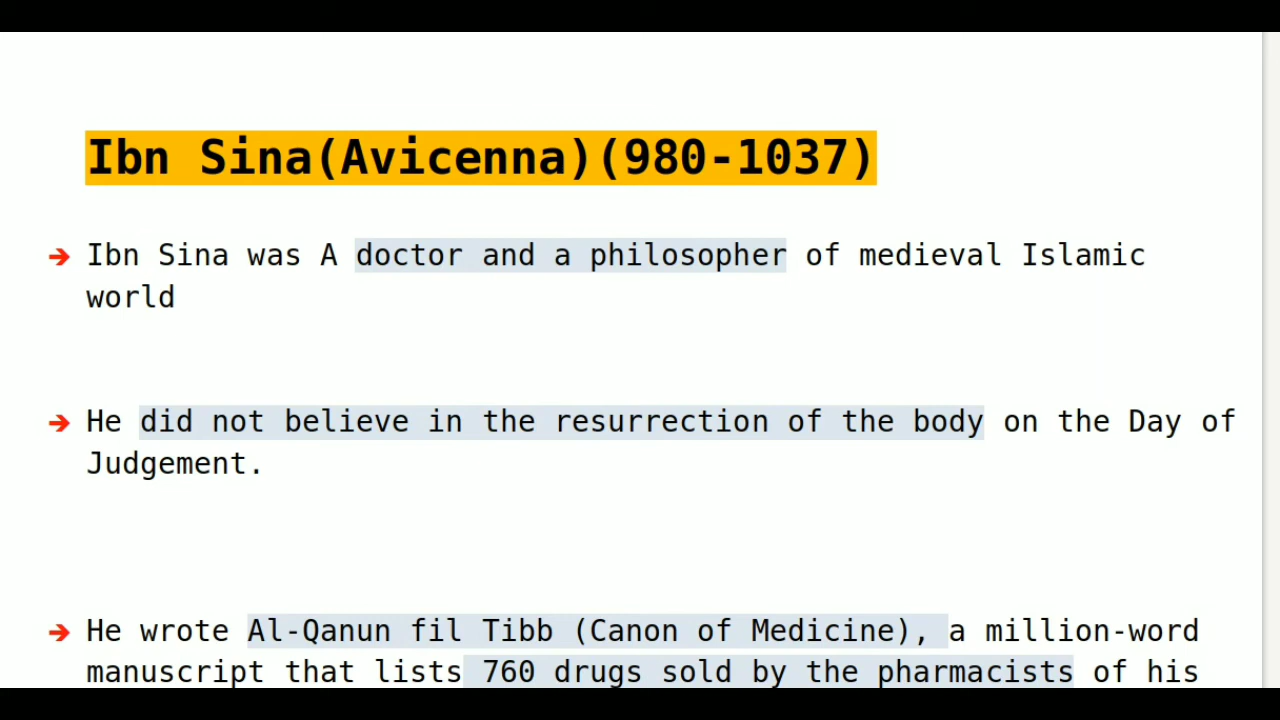 Ibn Sina(Avicenna)(980-1037)
➔ Ibn Sina was A doctor and a philosopher of medieval Islamic
world
➔ He did not believe in the resurrection of the body on the Day of
Judgement.
➔ He wrote Al-Qanun fil Tibb (Canon of Medicine), a million-word
manuscript that lists 760 drugs sold by the pharmacists of his